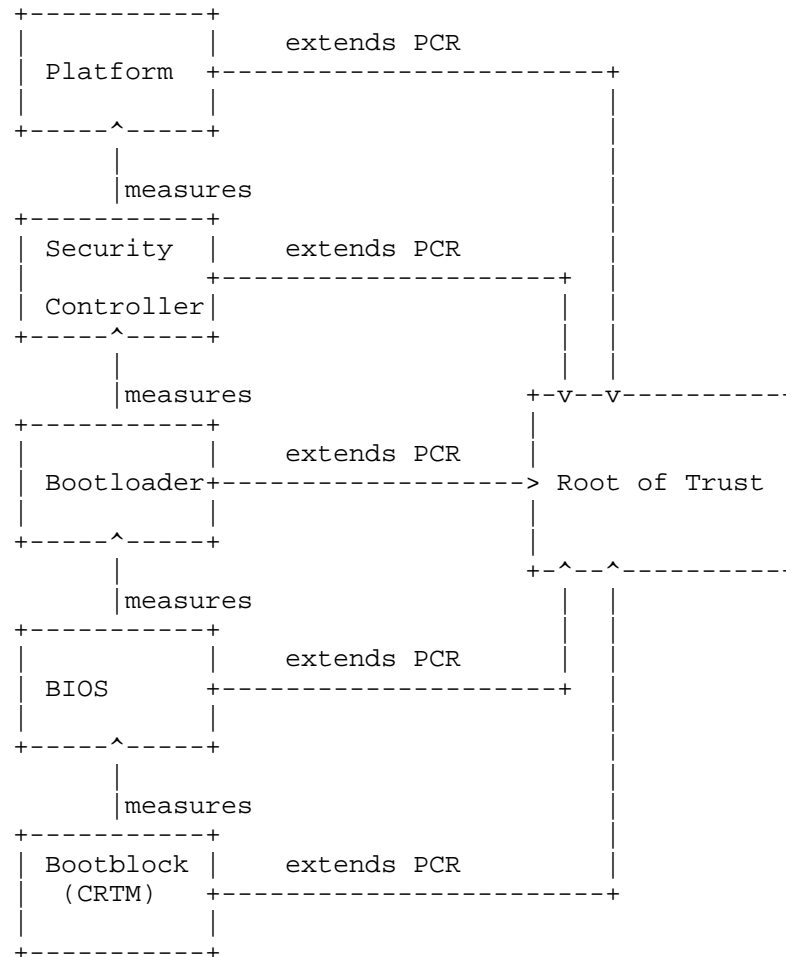 extends PCR
Platform
measures
Security extends PCR
Controller
measures
extends PCR
Bootloader Root of Trust
measures
extends PCR
BIOS
measures
Bootblock extends PCR
(CRTM)